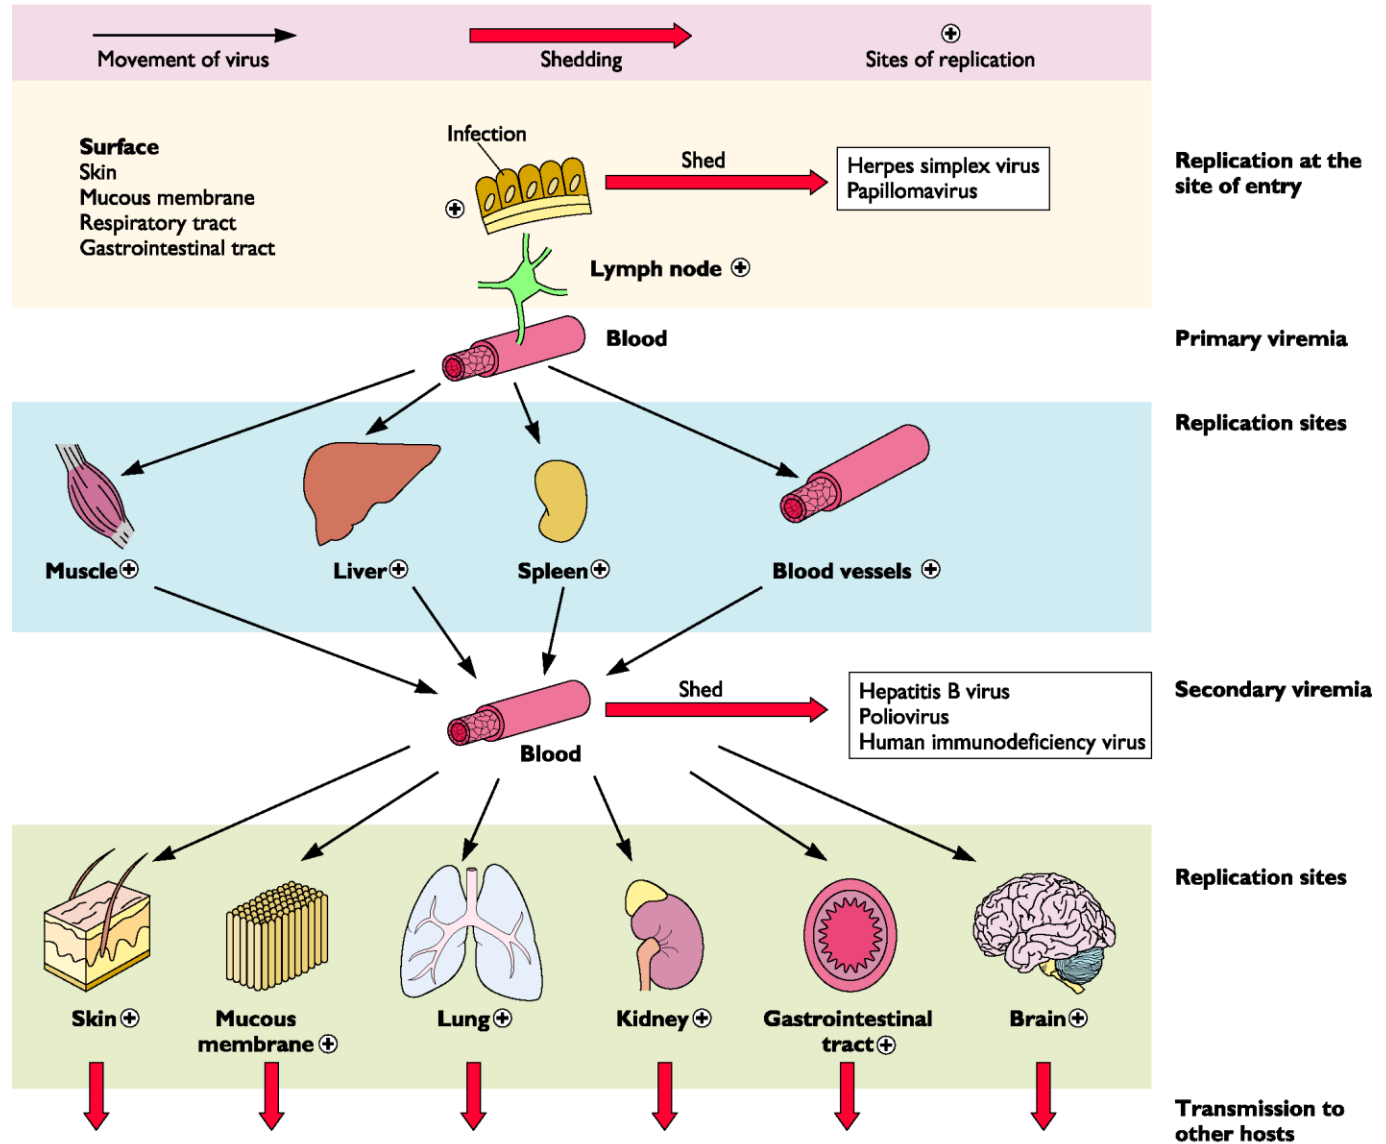 Movement of virus
Shedding
Sites of replication
Surface
Skin
Mucous membrane
Respiratory tract
Gastrointestinal tract
Infection
Shed
Herpes simplex virus
Papillomavirus
Replication at the
site of entry
Lymph node
Blood
Primary viremia
Replication sites
Muscle
Liver
Spleen
Blood vessels
Shed
Hepatitis B virus
Poliovirus
Human immunodeficiency virus
Secondary viremia
Blood
Replication sites
Skin
Mucous
membrane
Lung
Kidney
Gastrointestinal
tract
Brain
Transmission to
other hosts